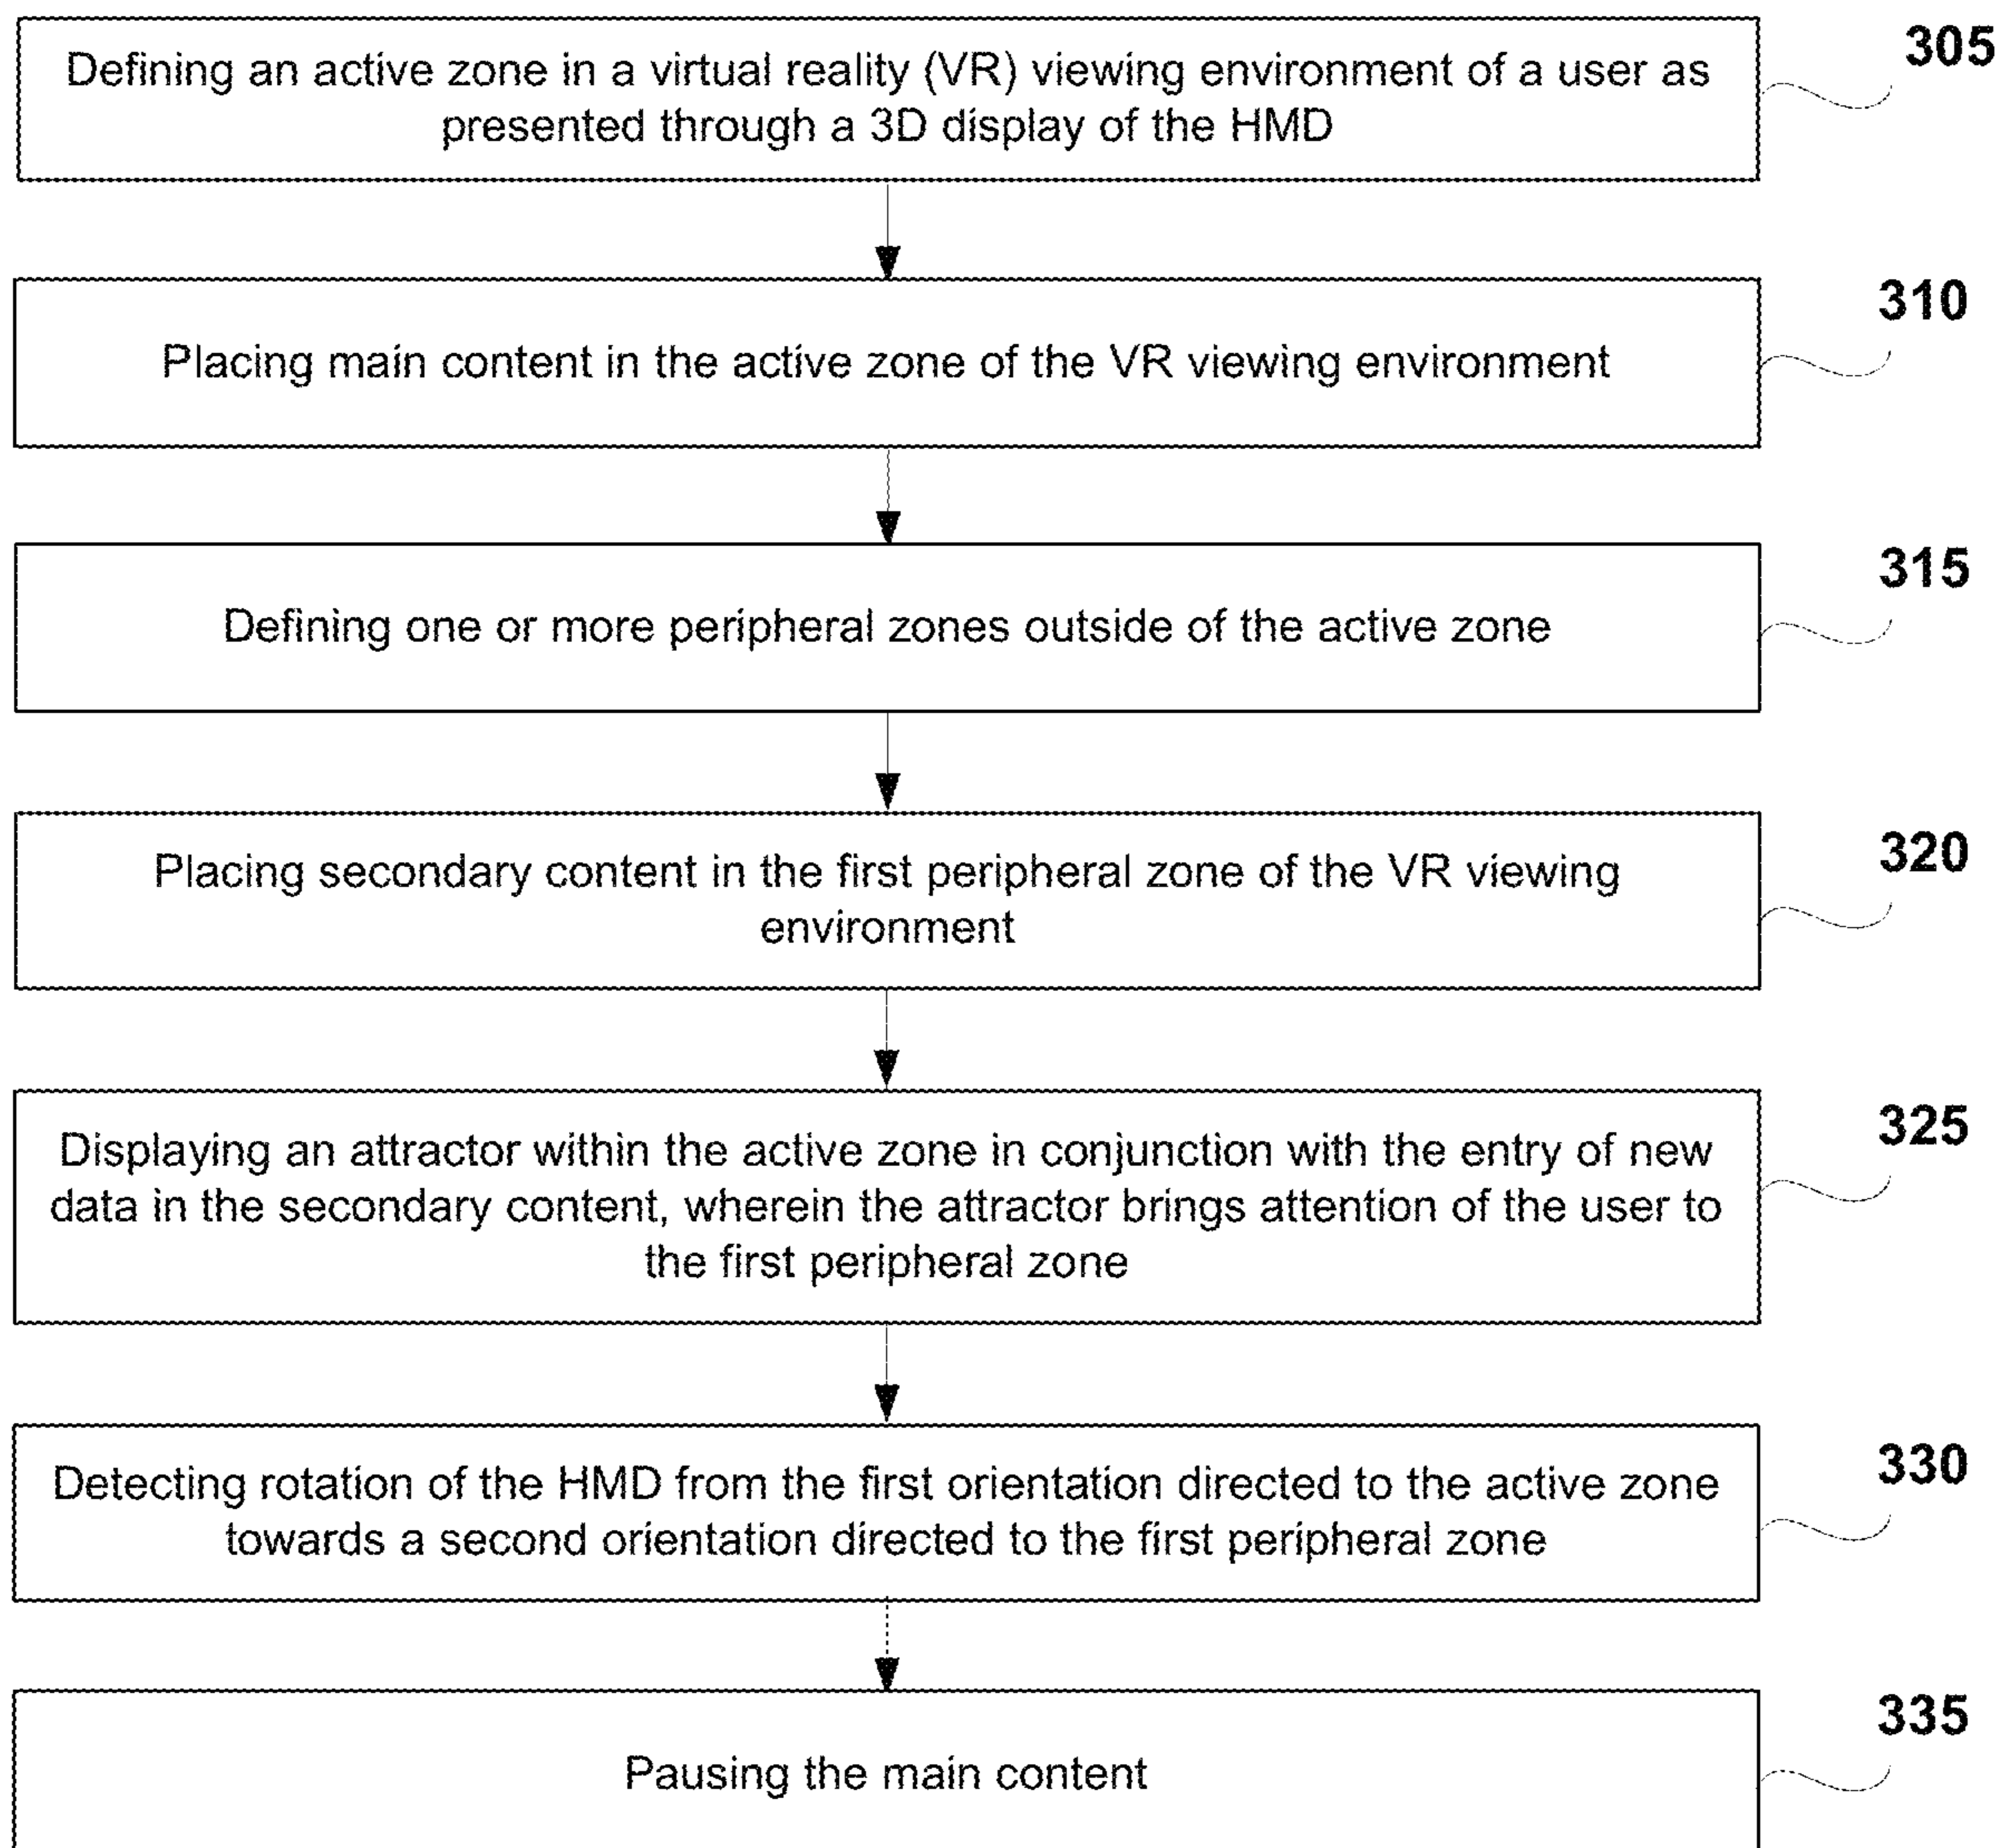 305
Defining an active zone in a virtual reality (VR) viewing environment of a user as
presented through a 3D display of the HMD
310
Placing main content in the active zone of the VR viewing environment
315
Defining one or more peripheral zones outside of the active zone
320
Placing secondary content in the first peripheral zone of the VR viewing
environment
325
Displaying an attractor within the active zone in conjunction with the entry of new
data in the secondary content, wherein the attractor brings attention of the user to
the first peripheral zone
330
Detecting rotation of the HMD from the first orientation directed to the active zone
towards a second orientation directed to the first peripheral zone
335
Pausing the main content